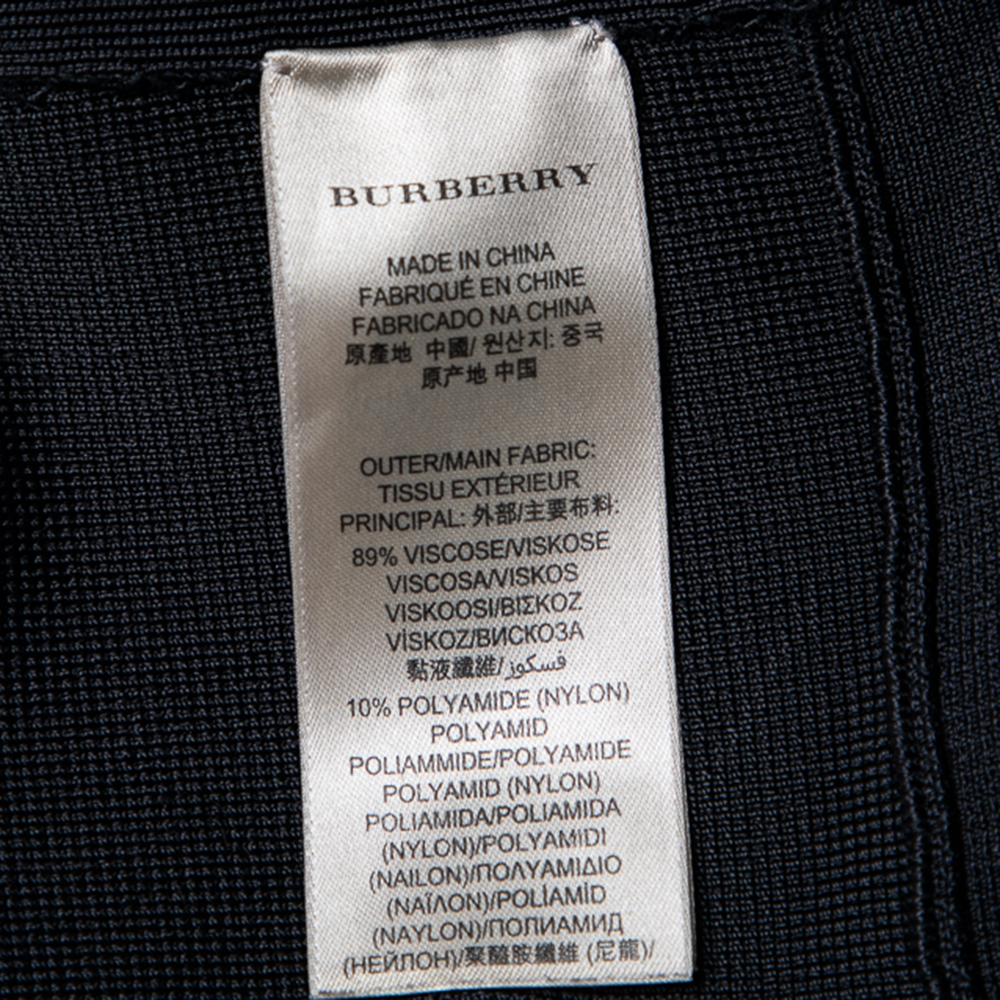 BURBERRY
MADE IN CHINA
FABRIQUÉ EN CHINE
FABRICADO NA CHINA
原產地 中國/ 원산지: 중국
原产地 中国
OUTER/MAIN FABRIC:
TISSU EXTÉRIEUR
PRINCIPAL: 外部/主要布料:
89% VISCOSE/VISKOSE
VISCOSA/VISKOS
VISKOOSI/ΒΙΣΚΟΖ
VİSKOZ/ВИСКОЗА
黏液纖維/فسكوز
10% POLYAMIDE (NYLON)
POLYAMID
POLIAMMIDE/POLYAMIDE
POLYAMID (NYLON)
POLIAMIDA/POLIAMIDA
(NYLON)/POLYAMIDI
(NAILON)/ΠΟΛΥΑΜΙΔΙΟ
(ΝΑΪΛΟΝ)/POLİAMİD
(NAYLON)/ПОЛИАМИД
(НЕЙЛОН)/聚醯胺纖維 (尼龍)/